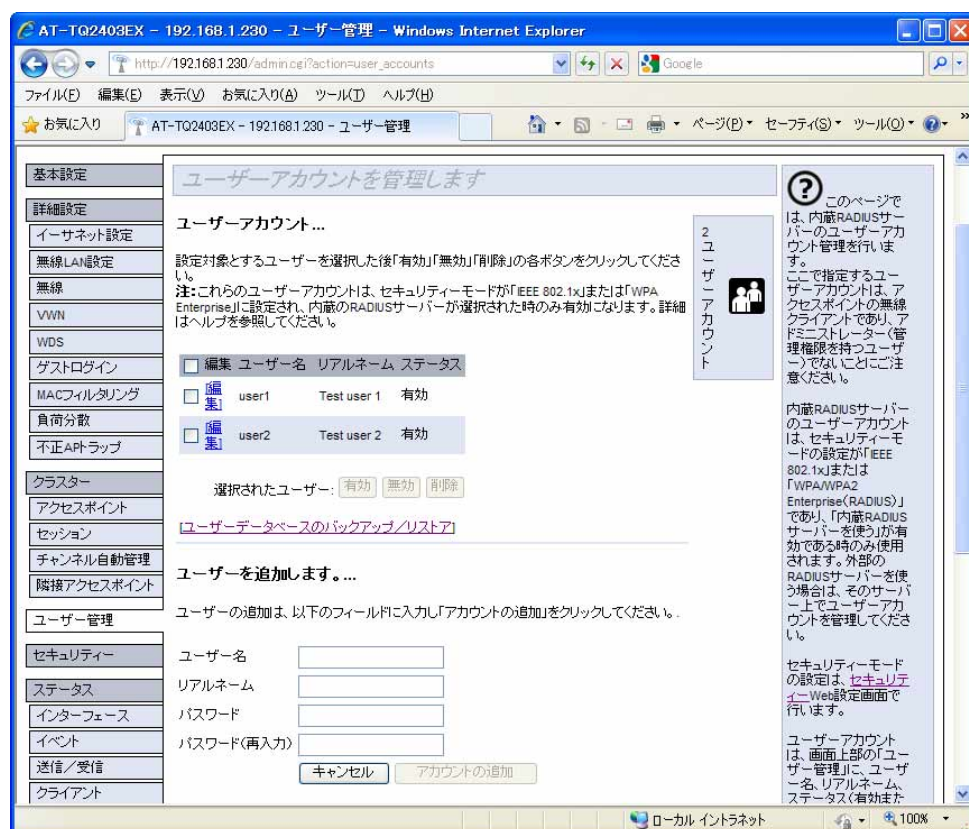 AT-TQ2403EX - 192.168.1.230 - ユーザー管理 - Windows Internet Explorer
http://192.168.1.230/admin.cgi?action=user_accounts
Google
ファイル(F) 編集(E) 表示(V) お気に入り(A) ツール(T) ヘルプ(H)
お気に入り
AT-TQ2403EX - 192.168.1.230 - ユーザー管理
ページ(P) セーフティ(S) ツール(O)
基本設定
詳細設定
イーサネット設定
無線LAN設定
無線
VWN
WDS
ゲストログイン
MACフィルタリング
負荷分散
不正APトラップ
クラスター
アクセスポイント
セッション
チャンネル自動管理
隣接アクセスポイント
ユーザー管理
セキュリティー
ステータス
インターフェース
イベント
送信/受信
クライアント
ユーザーアカウントを管理します
ユーザーアカウント...
設定対象とするユーザーを選択した後「有効」「無効」「削除」の各ボタンをクリックしてくださ
い。
注:これらのユーザーアカウントは、セキュリティーモードが「IEEE 802.1x」または「WPA
Enterprise」に設定され、内蔵のRADIUSサーバーが選択された時のみ有効になります。詳細
はヘルプを参照してください。
編集 ユーザー名 リアルネーム ステータス
[編
集]
user1 Test user 1 有効
[編
集]
user2 Test user 2 有効
選択されたユーザー: 有効 無効 削除
[ユーザーデータベースのバックアップ/リストア]
ユーザーを追加します。...
ユーザーの追加は、以下のフィールドに入力し「アカウントの追加」をクリックしてください。.
ユーザー名
リアルネーム
パスワード
パスワード(再入力)
キャンセル アカウントの追加
2ユーザーアカウント
?
このページで
は、内蔵RADIUSサー
バーのユーザーアカ
ウント管理を行いま
す。
ここで指定するユー
ザーアカウントは、ア
クセスポイントの無線
クライアントであり、ア
ドミニストレーター(管
理権限を持つユーザ
ー)でないことにご注
意ください。
内蔵RADIUSサーバー
のユーザーアカウント
は、セキュリティーモ
ードの設定が「IEEE
802.1x」または
「WPA/WPA2
Enterprise(RADIUS)」
であり、「内蔵RADIUS
サーバーを使う」が有
効である時のみ使用
されます。外部の
RADIUSサーバーを使
う場合は、そのサーバ
ー上でユーザーアカ
ウントを管理してくださ
い。
セキュリティーモード
の設定は、セキュリテ
ィーWeb設定画面で
行います。
ユーザーアカウント
は、画面上部の「ユー
ザー管理」に、ユーザ
ー名、リアルネーム、
ステータス(有効また
ローカル イントラネット
100%